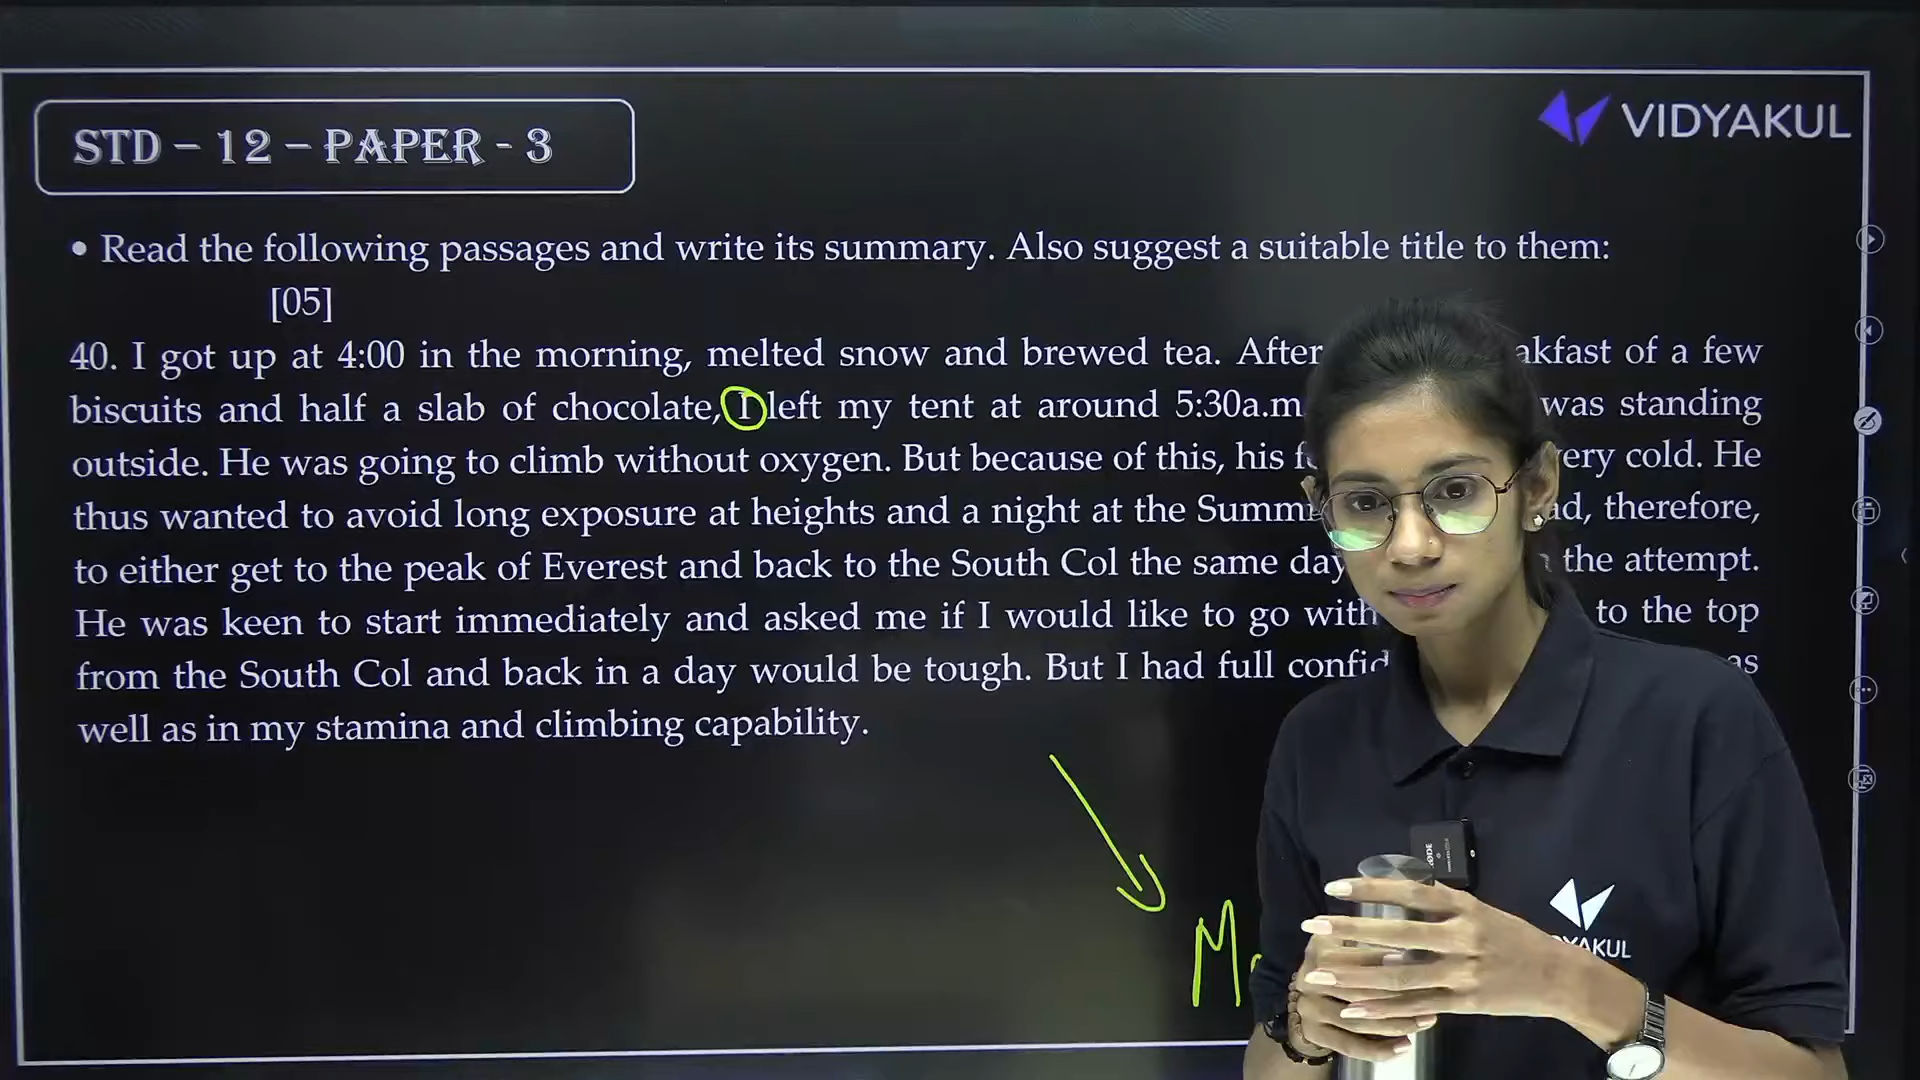 STD – 12 – PAPER - 3
VIDYAKUL
• Read the following passages and write its summary. Also suggest a suitable title to them:
[05]
40. I got up at 4:00 in the morning, melted snow and brewed tea. After akfast of a few
biscuits and half a slab of chocolate, I left my tent at around 5:30a.m was standing
outside. He was going to climb without oxygen. But because of this, his very cold. He
thus wanted to avoid long exposure at heights and a night at the Summi therefore,
to either get to the peak of Everest and back to the South Col the same day the attempt.
He was keen to start immediately and asked me if I would like to go with to the top
from the South Col and back in a day would be tough. But I had full confid as
well as in my stamina and climbing capability.
M
RØDE
DYAKUL